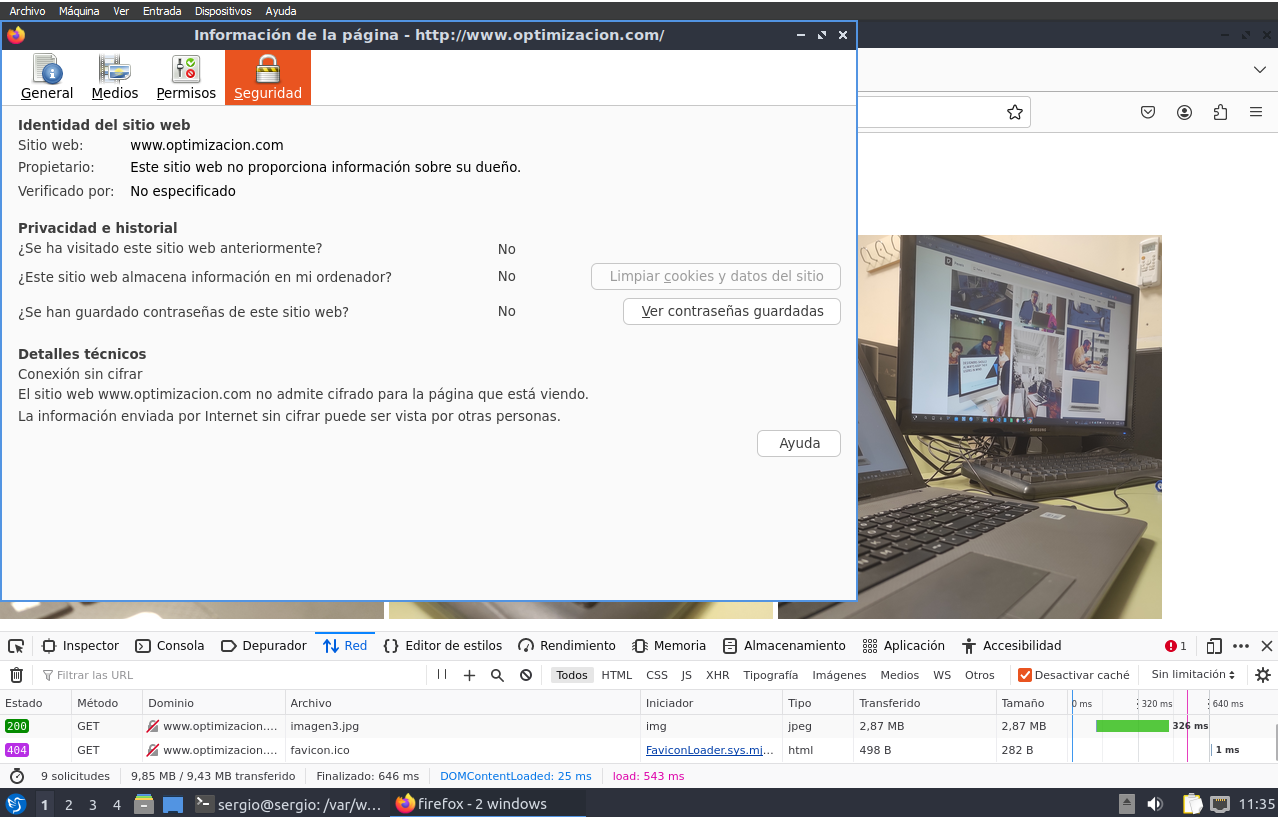 Archivo Máquina Ver Entrada Dispositivos Ayuda
Información de la página - http://www.optimizacion.com/
General Medios Permisos Seguridad
Identidad del sitio web
Sitio web: www.optimizacion.com
Propietario: Este sitio web no proporciona información sobre su dueño.
Verificado por: No especificado
Privacidad e historial
¿Se ha visitado este sitio web anteriormente? No
¿Este sitio web almacena información en mi ordenador? No Limpiar cookies y datos del sitio
¿Se han guardado contraseñas de este sitio web? No Ver contraseñas guardadas
Detalles técnicos
Conexión sin cifrar
El sitio web www.optimizacion.com no admite cifrado para la página que está viendo.
La información enviada por Internet sin cifrar puede ser vista por otras personas.
Ayuda
SAMSUNG
Inspector Consola Depurador Red Editor de estilos Rendimiento Memoria Almacenamiento Aplicación Accesibilidad 1
Filtrar las URL Todos HTML CSS JS XHR Tipografía Imágenes Medios WS Otros Desactivar caché Sin limitación
Estado Método Dominio Archivo Iniciador Tipo Transferido Tamaño 0 ms 320 ms 640 ms
200 GET www.optimizacion.... imagen3.jpg img jpeg 2,87 MB 2,87 MB 326 ms
404 GET www.optimizacion.... favicon.ico FaviconLoader.sys.mj... html 498 B 282 B 1 ms
9 solicitudes 9,85 MB / 9,43 MB transferido Finalizado: 646 ms DOMContentLoaded: 25 ms load: 543 ms
1 2 3 4 sergio@sergio: /var/w... firefox - 2 windows 11:35